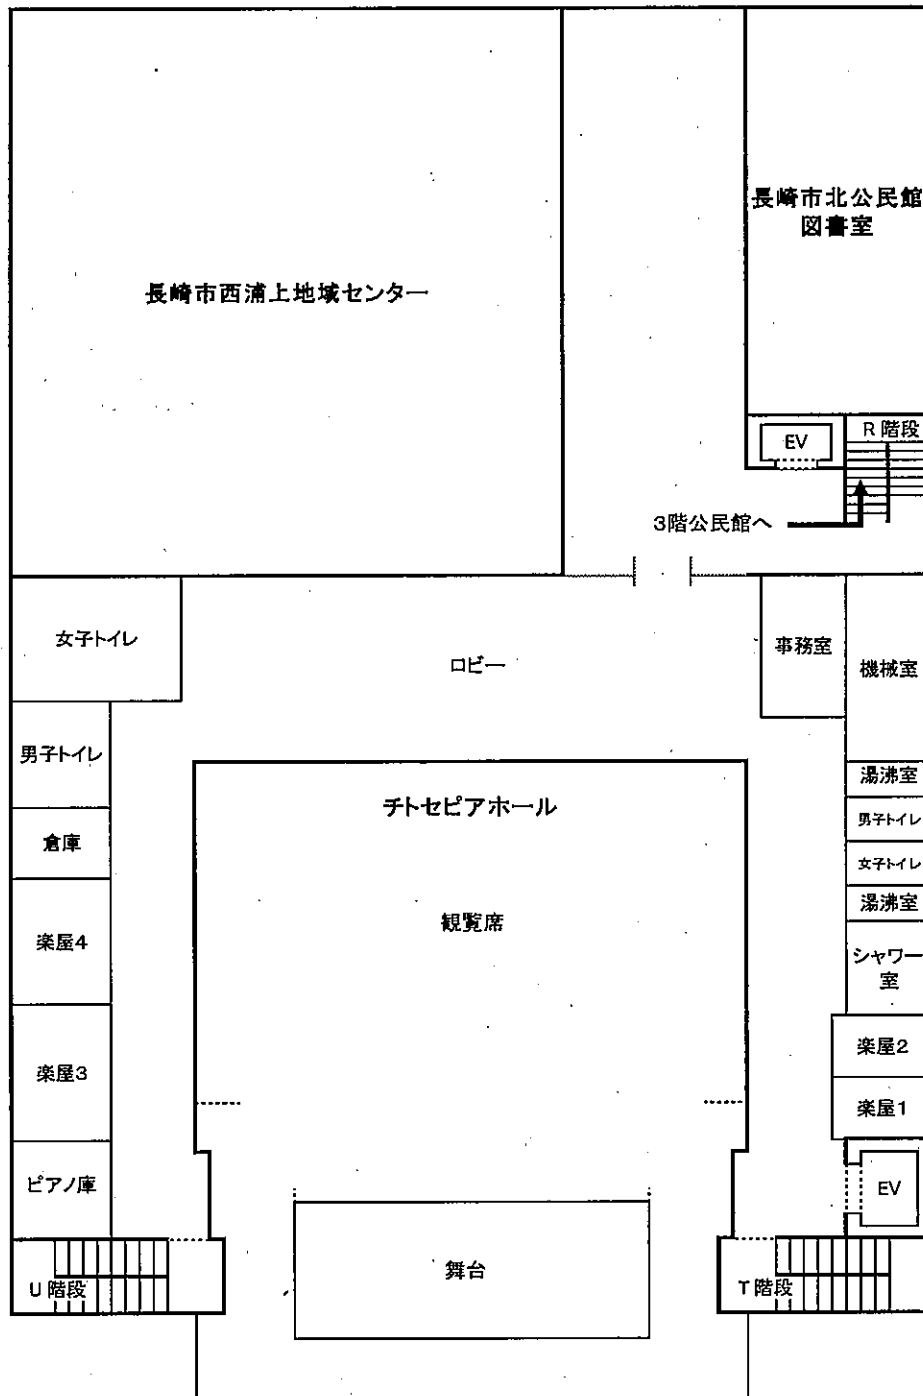 長崎市北公民館
図書室
長崎市西浦上地域センター
EV
R階段
3階公民館へ
女子トイレ
ロビー
事務室
機械室
男子トイレ
湯沸室
チトセピアホール
男子トイレ
倉庫
女子トイレ
湯沸室
観覧席
楽屋4
シャワー
室
楽屋2
楽屋3
楽屋1
ピアノ庫
EV
舞台
U階段
T階段